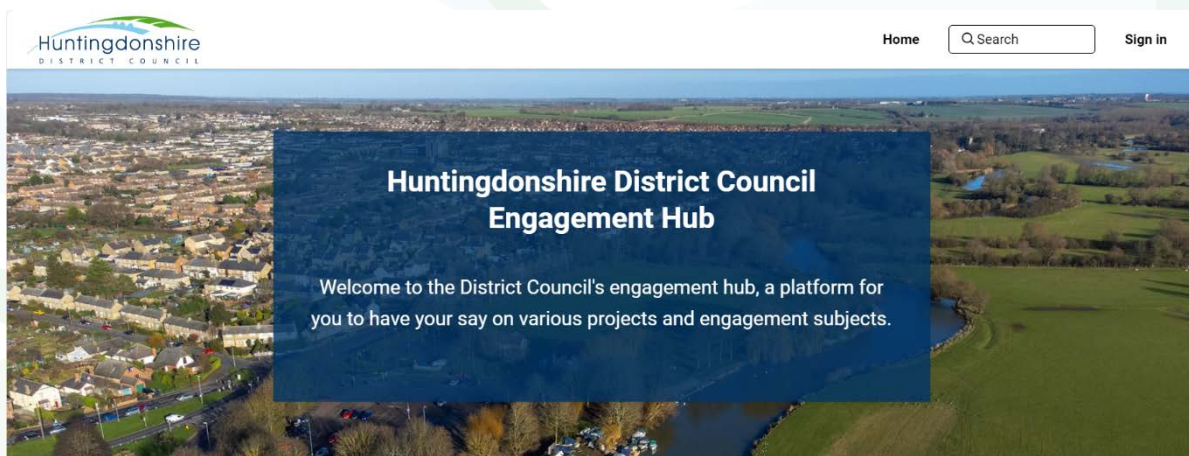 Huntingdonshire
DISTRICT COUNCIL
Home
Search
Sign in
Huntingdonshire District Council
Engagement Hub
Welcome to the District Council's engagement hub, a platform for
you to have your say on various projects and engagement subjects.